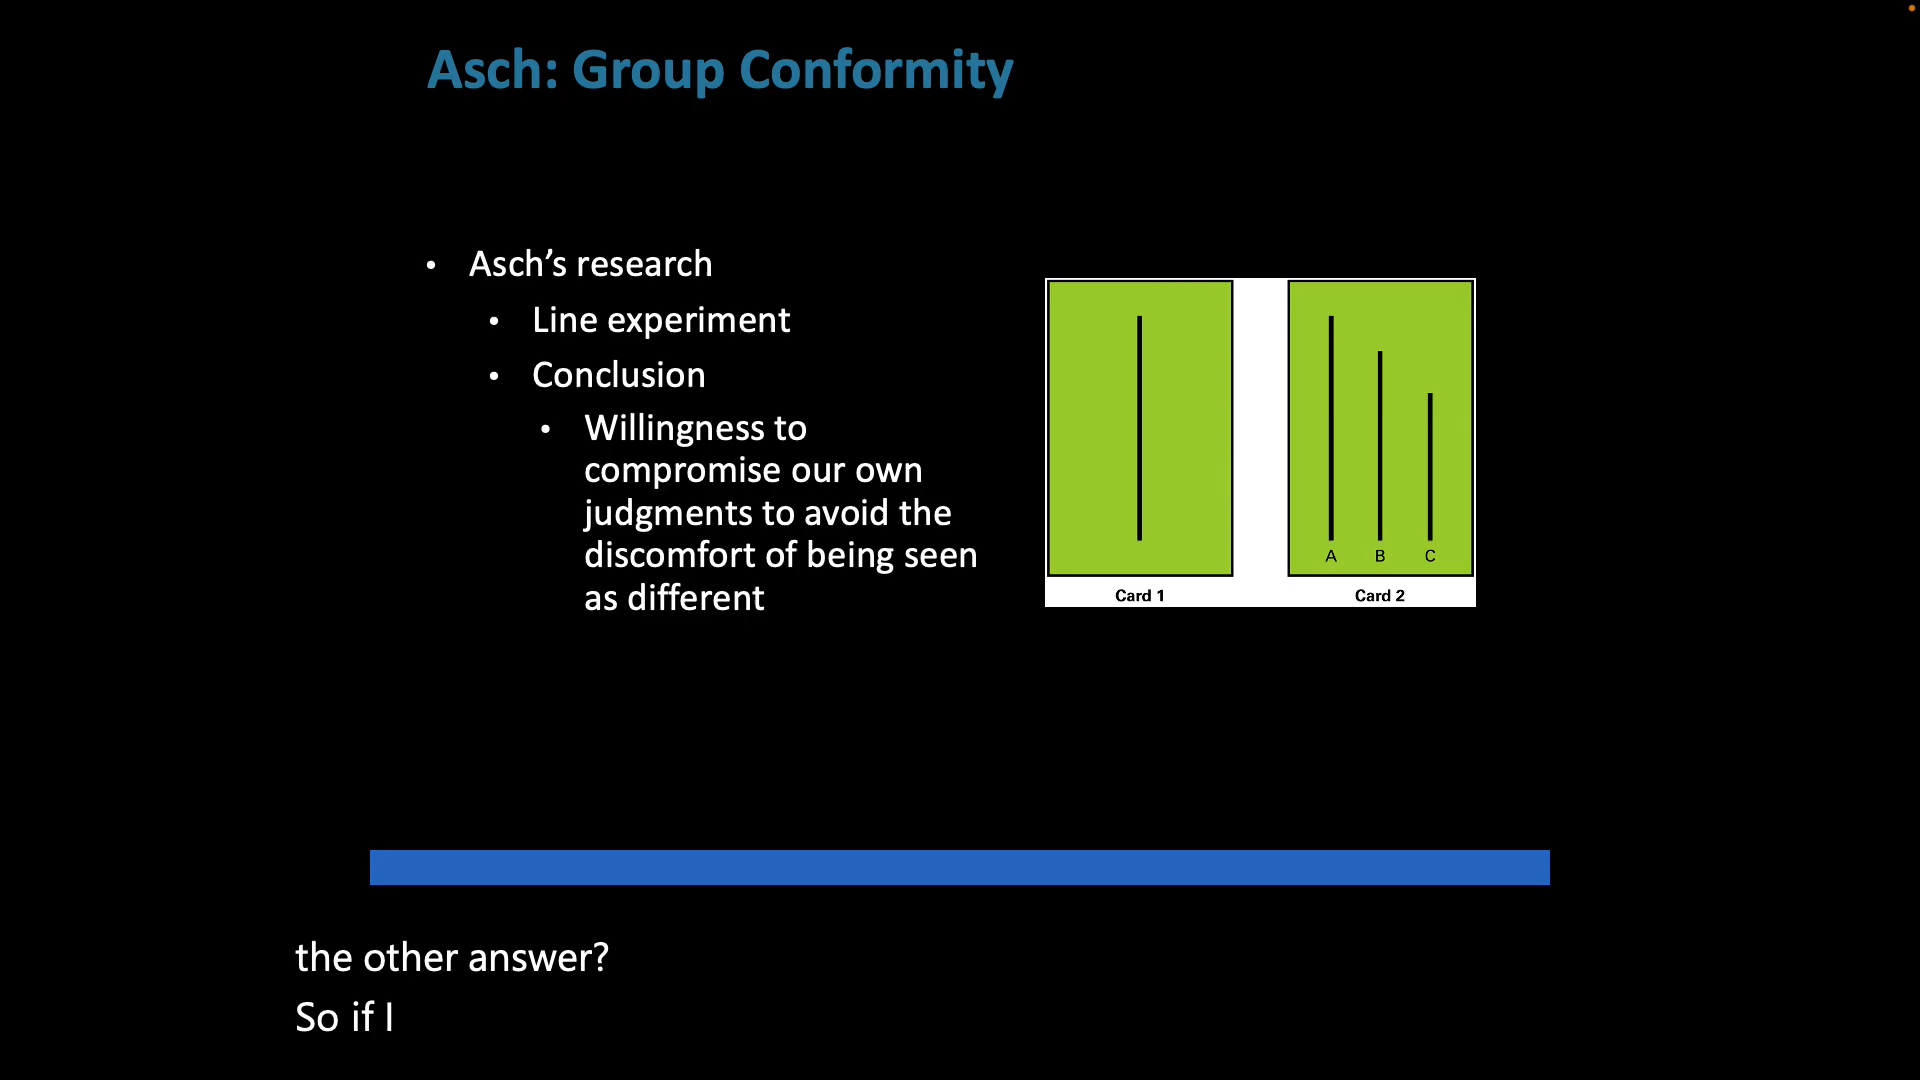 Asch: Group Conformity
• Asch’s research
• Line experiment
• Conclusion
• Willingness to
compromise our own
judgments to avoid the
discomfort of being seen
as different
A B C
Card 1 Card 2
the other answer?
So if I